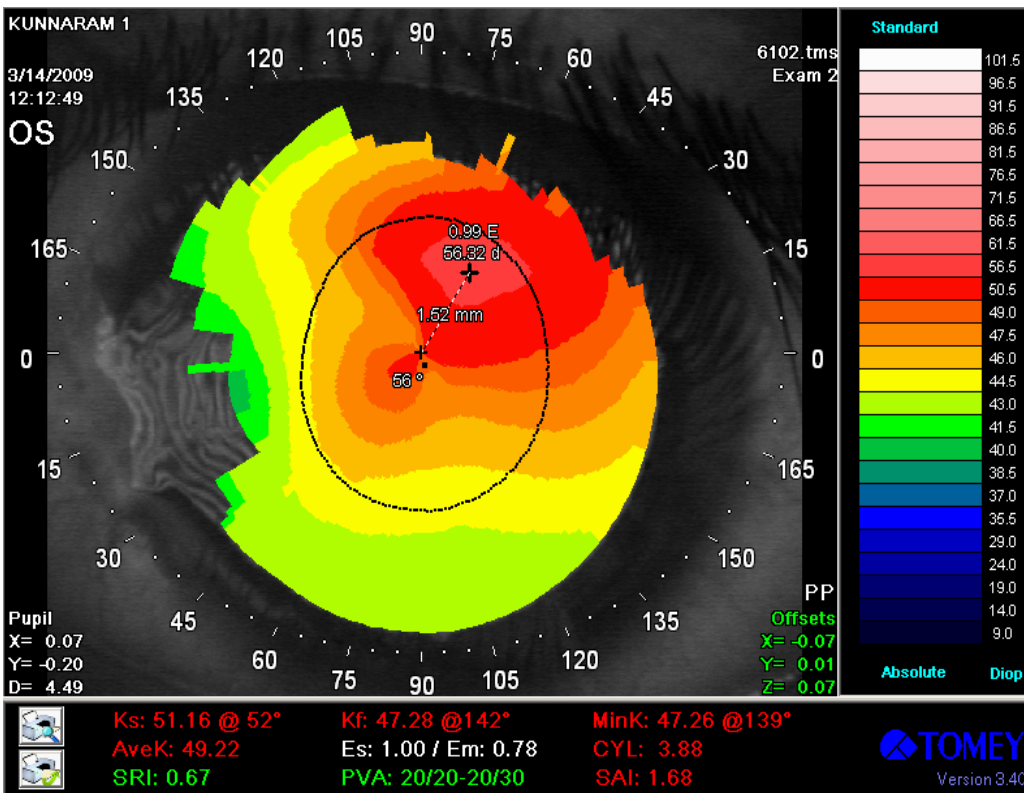 KUNNARAM 1
3/14/2009
12:12:49
OS
6102.tms
Exam 2
105 90 75
120 60
135 45
150 30
165 15
0 0
15 165
30 150
45 135
60 120
75 90 105
0.99 E
56.32 d
1.52 mm
56 °
Pupil
X= 0.07
Y= -0.20
D= 4.49
PP
Offsets
X= -0.07
Y= 0.01
Z= 0.07
Standard
101.5
96.5
91.5
86.5
81.5
76.5
71.5
66.5
61.5
56.5
50.5
49.0
47.5
46.0
44.5
43.0
41.5
40.0
38.5
37.0
35.5
29.0
24.0
19.0
14.0
9.0
Absolute Diop
Ks: 51.16 @ 52° Kf: 47.28 @142° MinK: 47.26 @139°
AveK: 49.22 Es: 1.00 / Em: 0.78 CYL: 3.88
SRI: 0.67 PVA: 20/20-20/30 SAI: 1.68
TOMEY
Version 3.40